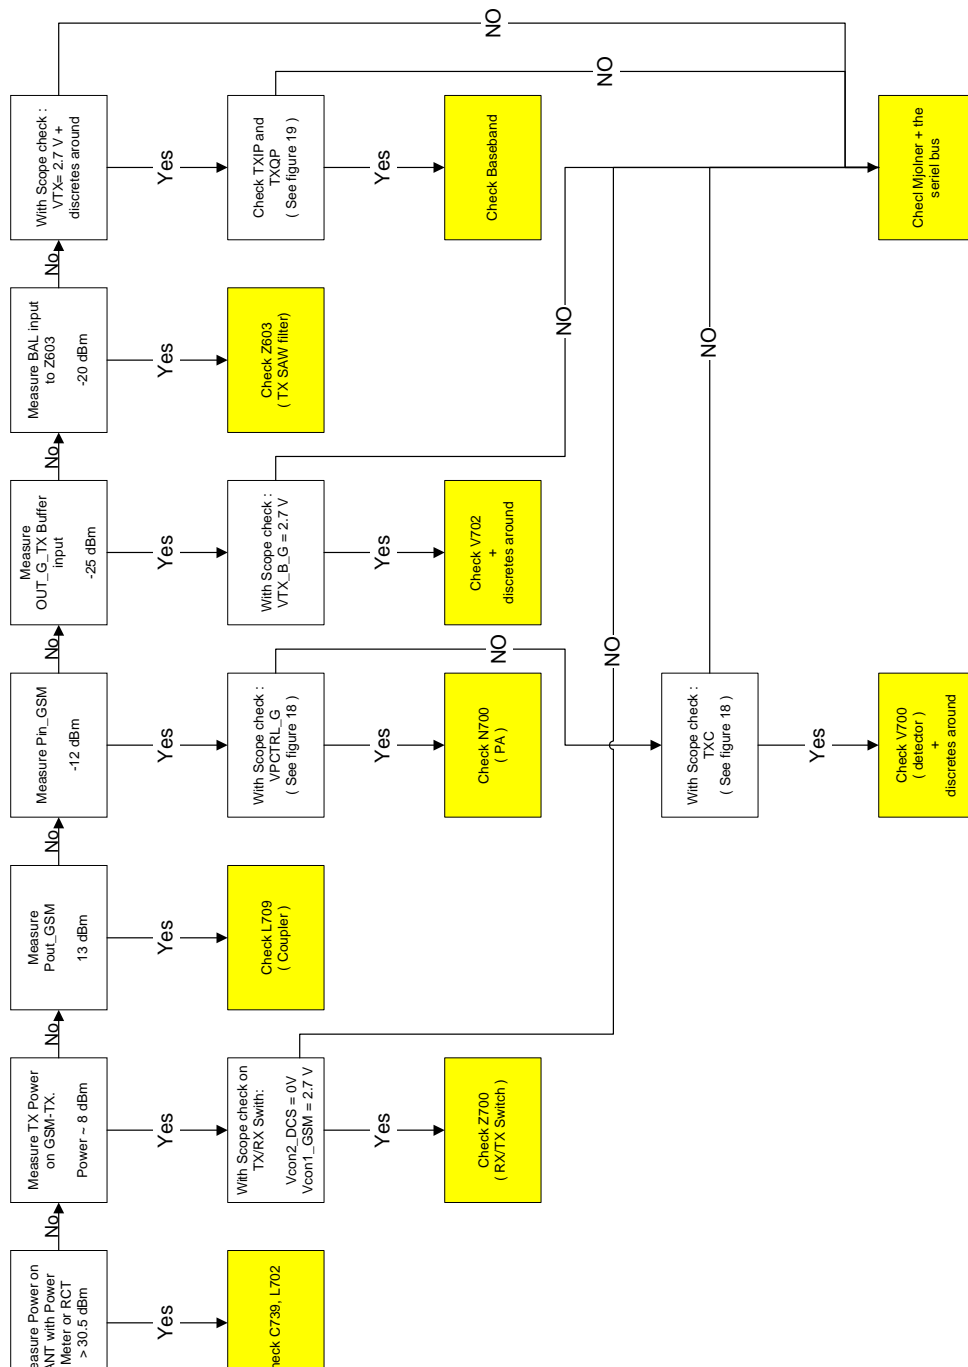 easure Power on
ANT with Power
Meter or RCT
> 30.5 dBm
No
Measure TX Power
on GSM-TX.
Power ~ 8 dBm
No
Measure
Pout_GSM
13 dBm
No
Measure Pin_GSM
-12 dBm
No
Measure
OUT_G_TX Buffer
input
-25 dBm
No
Measure BAL input
to Z603
-20 dBm
No
With Scope check :
VTX= 2.7 V +
discretes around
Yes
Yes
Yes
Yes
Yes
Yes
Yes
heck C739, L702
With Scope check on
TX/RX Swith:
Vcon2_DCS = 0V
Vcon1_GSM = 2.7 V
Check L709
( Coupler )
With Scope check :
VPCTRL_G
( See figure 18 )
With Scope check :
VTX_B_G = 2.7 V
Check Z603
( TX SAW filter)
Check TXIP and
TXQP
( See figure 19 )
Yes
Yes
Yes
Yes
Check Z700
( RX/TX Switch )
Check N700
( PA )
NO
Check V702
+
discretes around
Check Baseband
NO
NO
NO
NO
With Scope check :
TXC
( See figure 18 )
NO
Yes
Check V700
( detector )
+
discretes around
Checl Mjolner + the
seriel bus